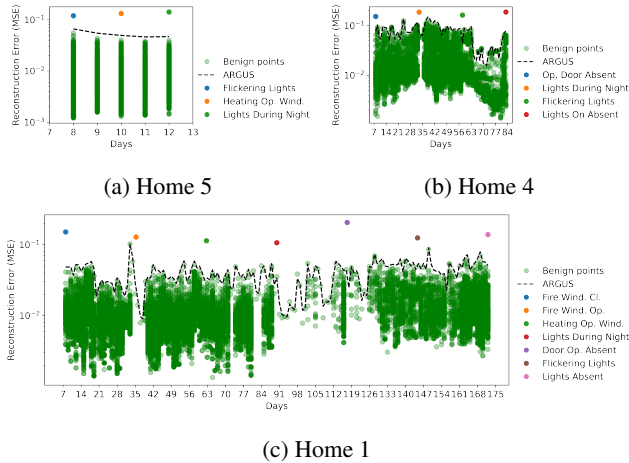 Reconstruction Error (MSE)
10⁻¹
10⁻²
10⁻³
7 8 9 10 11 12 13
Days
Benign points
ARGUS
Flickering Lights
Heating Op. Wind.
Lights During Night
(a) Home 5
Reconstruction Error (MSE)
10⁻¹
10⁻²
7 14 21 28 35 42 49 56 63 70 77 84
Days
Benign points
ARGUS
Op. Door Absent
Lights During Night
Flickering Lights
Lights On Absent
(b) Home 4
Reconstruction Error (MSE)
10⁻¹
10⁻²
7 14 21 28 35 42 49 56 63 70 77 84 91 98 105 112 119 126 133 140 147 154 161 168 175
Days
Benign points
ARGUS
Fire Wind. Cl.
Fire Wind. Op.
Heating Op. Wind.
Lights During Night
Door Op. Absent
Flickering Lights
Lights Absent
(c) Home 1